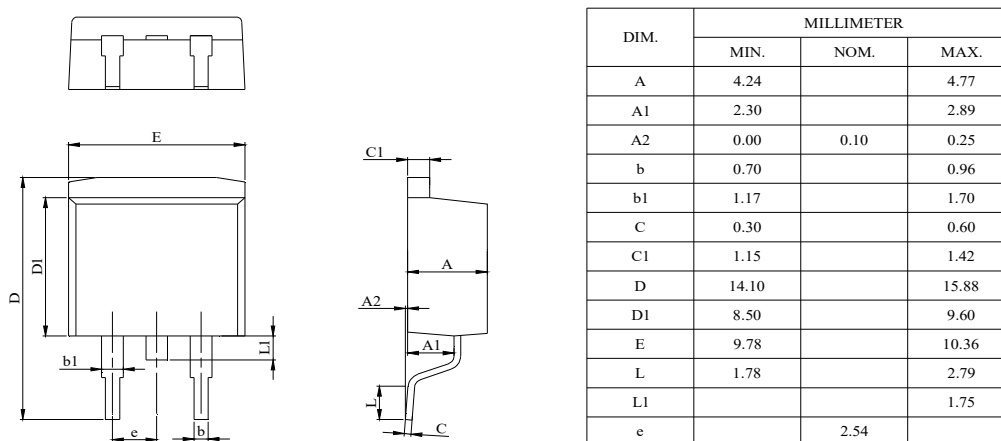 E
D
D1
b1
e
b
L1
C1
A
A2
A1
L
C
DIM. MILLIMETER
MIN. NOM. MAX.
A 4.24 4.77
A1 2.30 2.89
A2 0.00 0.10 0.25
b 0.70 0.96
b1 1.17 1.70
C 0.30 0.60
C1 1.15 1.42
D 14.10 15.88
D1 8.50 9.60
E 9.78 10.36
L 1.78 2.79
L1 1.75
e 2.54